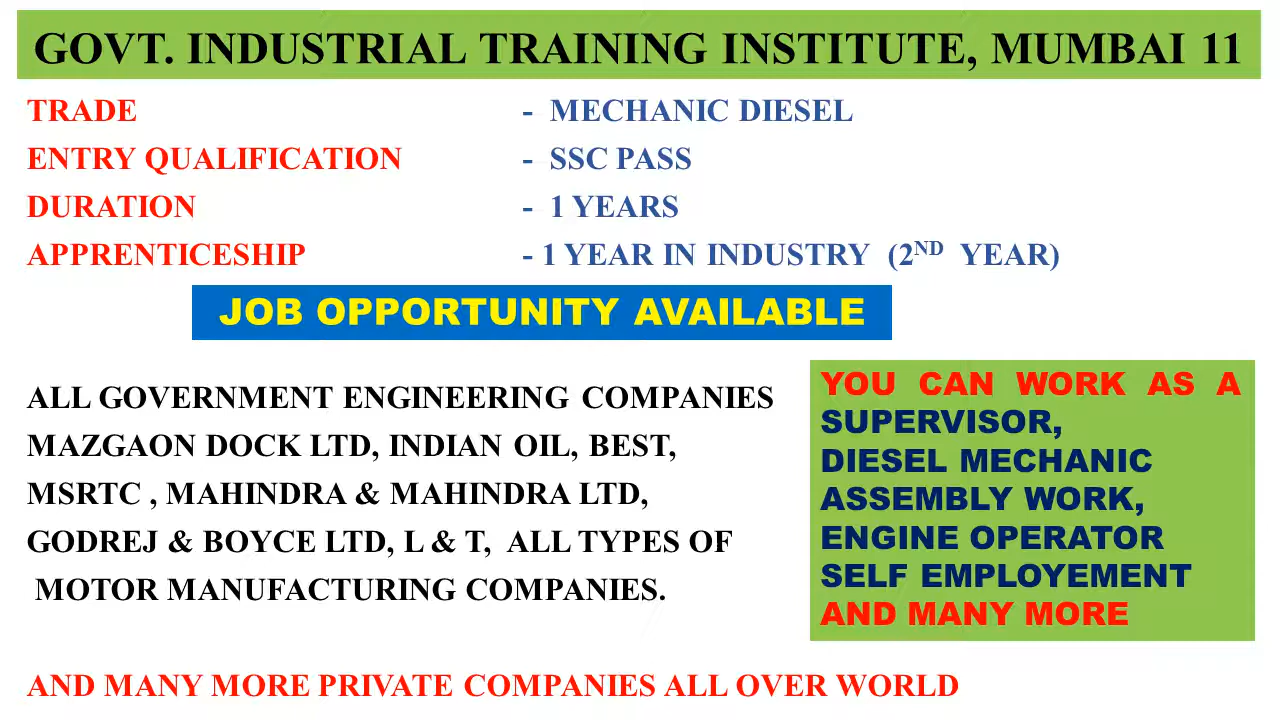 GOVT. INDUSTRIAL TRAINING INSTITUTE, MUMBAI 11
TRADE - MECHANIC DIESEL
ENTRY QUALIFICATION - SSC PASS
DURATION - 1 YEARS
APPRENTICESHIP - 1 YEAR IN INDUSTRY (2ND YEAR)
JOB OPPORTUNITY AVAILABLE
ALL GOVERNMENT ENGINEERING COMPANIES
MAZGAON DOCK LTD, INDIAN OIL, BEST,
MSRTC , MAHINDRA & MAHINDRA LTD,
GODREJ & BOYCE LTD, L & T, ALL TYPES OF
MOTOR MANUFACTURING COMPANIES.
YOU CAN WORK AS A
SUPERVISOR,
DIESEL MECHANIC
ASSEMBLY WORK,
ENGINE OPERATOR
SELF EMPLOYEMENT
AND MANY MORE
AND MANY MORE PRIVATE COMPANIES ALL OVER WORLD